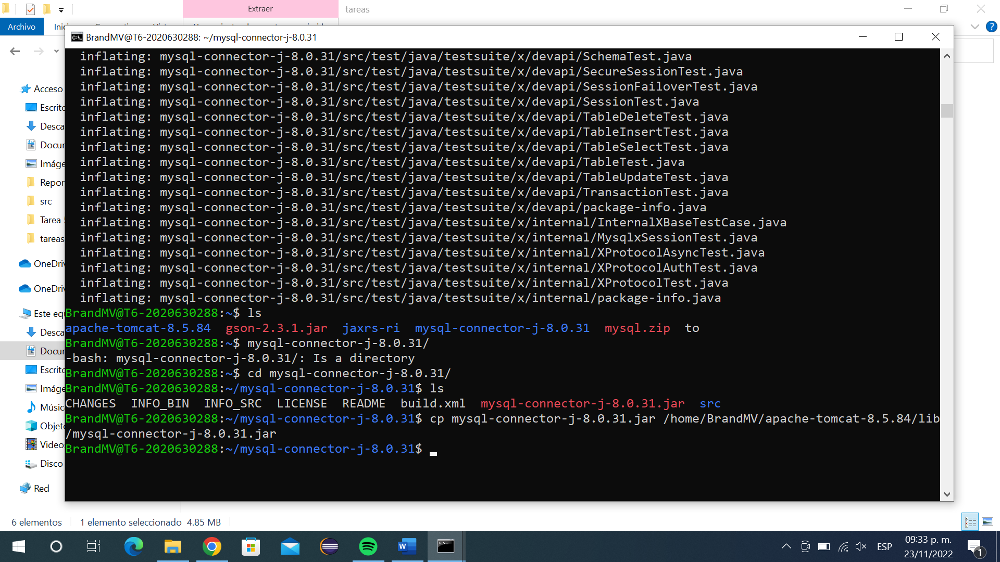 Extraer
tareas
Archivo
BrandMV@T6-2020630288: ~/mysql-connector-j-8.0.31
inflating: mysql-connector-j-8.0.31/src/test/java/testsuite/x/devapi/SchemaTest.java
inflating: mysql-connector-j-8.0.31/src/test/java/testsuite/x/devapi/SecureSessionTest.java
inflating: mysql-connector-j-8.0.31/src/test/java/testsuite/x/devapi/SessionFailoverTest.java
inflating: mysql-connector-j-8.0.31/src/test/java/testsuite/x/devapi/SessionTest.java
inflating: mysql-connector-j-8.0.31/src/test/java/testsuite/x/devapi/TableDeleteTest.java
inflating: mysql-connector-j-8.0.31/src/test/java/testsuite/x/devapi/TableInsertTest.java
inflating: mysql-connector-j-8.0.31/src/test/java/testsuite/x/devapi/TableSelectTest.java
inflating: mysql-connector-j-8.0.31/src/test/java/testsuite/x/devapi/TableTest.java
inflating: mysql-connector-j-8.0.31/src/test/java/testsuite/x/devapi/TableUpdateTest.java
inflating: mysql-connector-j-8.0.31/src/test/java/testsuite/x/devapi/TransactionTest.java
inflating: mysql-connector-j-8.0.31/src/test/java/testsuite/x/devapi/package-info.java
inflating: mysql-connector-j-8.0.31/src/test/java/testsuite/x/internal/InternalXBaseTestCase.java
inflating: mysql-connector-j-8.0.31/src/test/java/testsuite/x/internal/MysqlxSessionTest.java
inflating: mysql-connector-j-8.0.31/src/test/java/testsuite/x/internal/XProtocolAsyncTest.java
inflating: mysql-connector-j-8.0.31/src/test/java/testsuite/x/internal/XProtocolAuthTest.java
inflating: mysql-connector-j-8.0.31/src/test/java/testsuite/x/internal/XProtocolTest.java
inflating: mysql-connector-j-8.0.31/src/test/java/testsuite/x/internal/package-info.java
BrandMV@T6-2020630288:~$ ls
apache-tomcat-8.5.84 gson-2.3.1.jar jaxrs-ri mysql-connector-j-8.0.31 mysql.zip to
BrandMV@T6-2020630288:~$ mysql-connector-j-8.0.31/
-bash: mysql-connector-j-8.0.31/: Is a directory
BrandMV@T6-2020630288:~$ cd mysql-connector-j-8.0.31/
BrandMV@T6-2020630288:~/mysql-connector-j-8.0.31$ ls
CHANGES INFO_BIN INFO_SRC LICENSE README build.xml mysql-connector-j-8.0.31.jar src
BrandMV@T6-2020630288:~/mysql-connector-j-8.0.31$ cp mysql-connector-j-8.0.31.jar /home/BrandMV/apache-tomcat-8.5.84/lib
/mysql-connector-j-8.0.31.jar
BrandMV@T6-2020630288:~/mysql-connector-j-8.0.31$
Acceso
Escrito
Desca
Docum
Imáge
Repor
src
Tarea
tareas
OneDriv
OneDriv
Este eq
Desca
Docum
Escrito
Imáge
Músic
Objeto
Video
Disco
Red
6 elementos
1 elemento seleccionado 4.85 MB
ESP
09:33 p. m.
23/11/2022
1